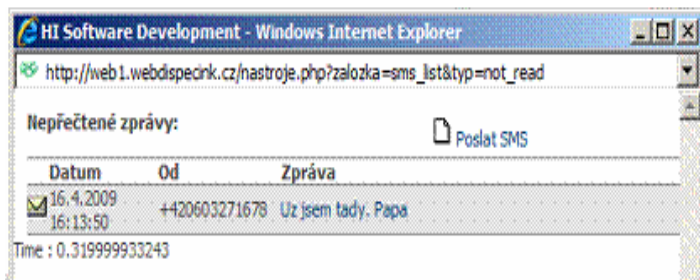 HI Software Development - Windows Internet Explorer
http://web1.webdispecink.cz/nastroje.php?zalozka=sms_list&typ=not_read
Nepřečtené zprávy:
Poslat SMS
Datum Od Zpráva
16.4.2009
16:13:50 +420603271678 Uz jsem tady. Papa
Time : 0.319999933243